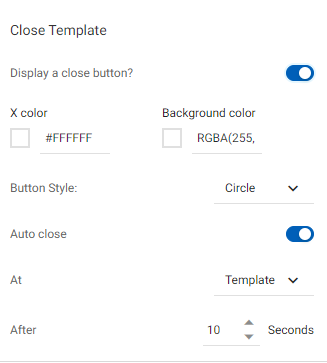 Close Template
Display a close button?
X color Background color
#FFFFFF RGBA(255,
Button Style: Circle
Auto close
At Template
After 10 Seconds